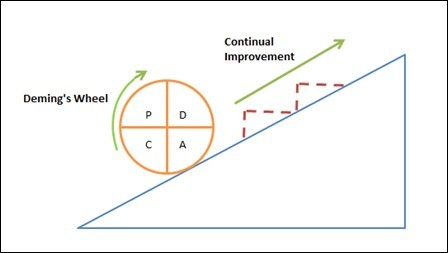 Continual
Improvement
Deming's Wheel
P D
C A